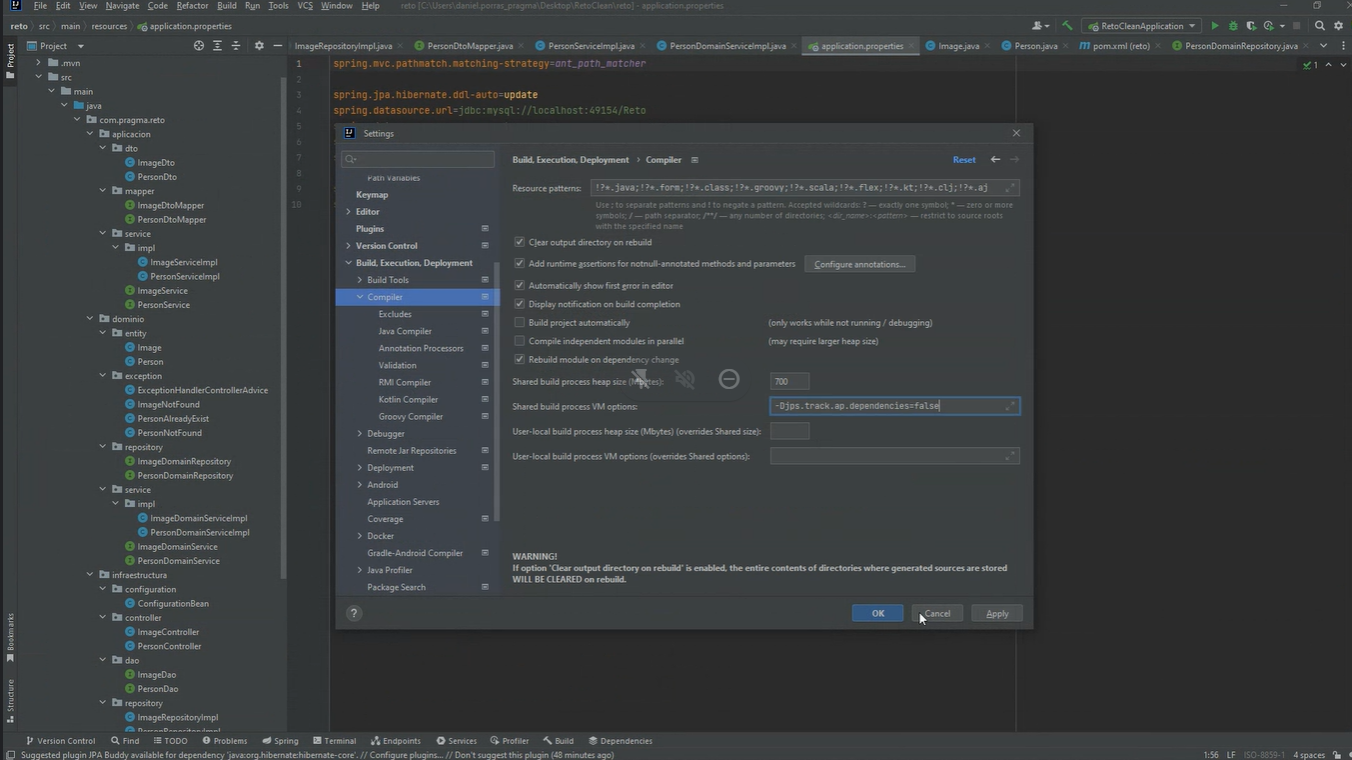 File Edit View Navigate Code Refactor Build Run Tools VCS Window Help reto [C:\Users\daniel.porras_pragma\Desktop\RetoClean\reto] - application.properties
reto > src > main > resources > application.properties
RetoCleanApplication
Project
ImageRepositoryImpl.java PersonDtoMapper.java PersonServiceImpl.java PersonDomainServiceImpl.java application.properties Image.java Person.java pom.xml (reto) PersonDomainRepository.java
Project
.mvn
src
main
java
com.pragma.reto
aplicacion
dto
ImageDto
PersonDto
mapper
ImageDtoMapper
PersonDtoMapper
service
impl
ImageServiceImpl
PersonServiceImpl
ImageService
PersonService
dominio
entity
Image
Person
exception
ExceptionHandlerControllerAdvice
ImageNotFound
PersonAlreadyExist
PersonNotFound
repository
ImageDomainRepository
PersonDomainRepository
service
impl
ImageDomainServiceImpl
PersonDomainServiceImpl
ImageDomainService
PersonDomainService
infraestructura
configuration
ConfigurationBean
controller
ImageController
PersonController
dao
ImageDao
PersonDao
repository
ImageRepositoryImpl
PersonRepositoryImpl
1 spring.mvc.pathmatch.matching-strategy=ant_path_matcher
2
3 spring.jpa.hibernate.ddl-auto=update
4 spring.datasource.url=jdbc:mysql://localhost:49154/Reto
5
6
7
8
9
10
1
Settings
Path Variables
Keymap
Editor
Plugins
Version Control
Build, Execution, Deployment
Build Tools
Compiler
Excludes
Java Compiler
Annotation Processors
Validation
RMI Compiler
Kotlin Compiler
Groovy Compiler
Debugger
Remote Jar Repositories
Deployment
Android
Application Servers
Coverage
Docker
Gradle-Android Compiler
Java Profiler
Package Search
Build, Execution, Deployment > Compiler
Reset
Resource patterns: !?*.java;!?*.form;!?*.class;!?*.groovy;!?*.scala;!?*.flex;!?*.kt;!?*.clj;!?*.aj
Use ; to separate patterns and ! to negate a pattern. Accepted wildcards: ? — exactly one symbol; * — zero or more
symbols; / — path separator; /**/ — any number of directories; <dir_name>:<pattern> — restrict to source roots
with the specified name
Clear output directory on rebuild
Add runtime assertions for notnull-annotated methods and parameters Configure annotations...
Automatically show first error in editor
Display notification on build completion
Build project automatically (only works while not running / debugging)
Compile independent modules in parallel (may require larger heap size)
Rebuild module on dependency change
Shared build process heap size (Mbytes): 700
Shared build process VM options: -Djps.track.ap.dependencies=false
User-local build process heap size (Mbytes) (overrides Shared size):
User-local build process VM options (overrides Shared options):
WARNING!
If option 'Clear output directory on rebuild' is enabled, the entire contents of directories where generated sources are stored
WILL BE CLEARED on rebuild.
? OK Cancel Apply
Bookmarks
Structure
Version Control Find TODO Problems Spring Terminal Endpoints Services Profiler Build Dependencies
Suggested plugin JPA Buddy available for dependency 'java:org.hibernate:hibernate-core'. // Configure plugins... // Don't suggest this plugin (48 minutes ago) 1:56 LF ISO-8859-1 4 spaces